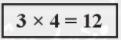 3 × 4 = 12